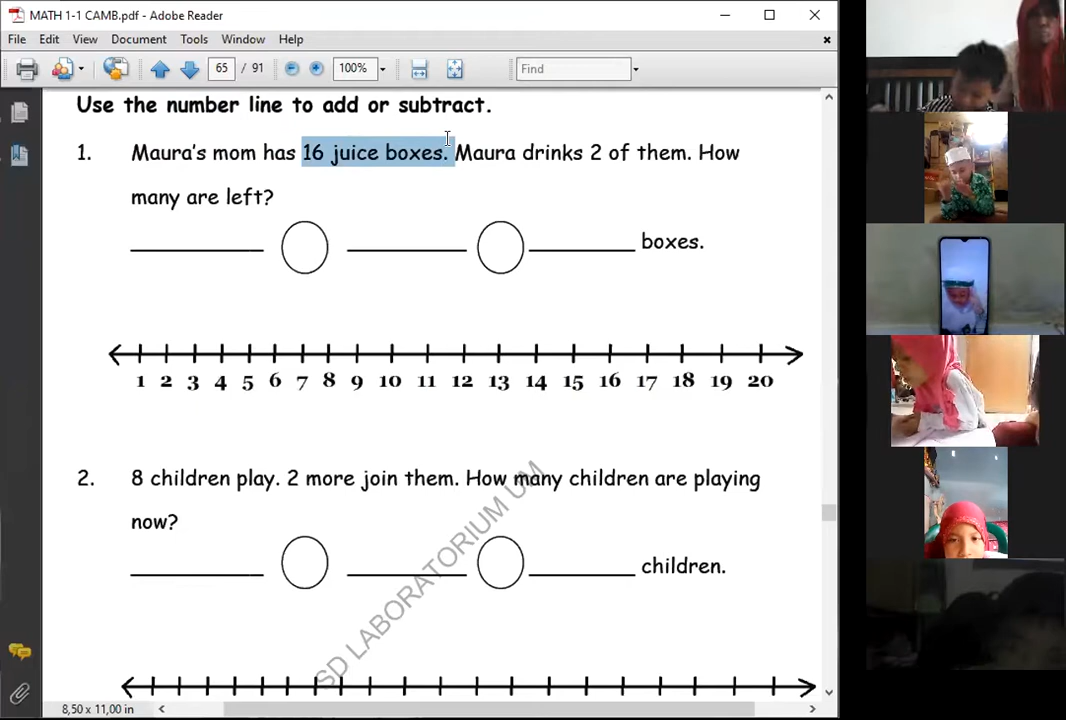 MATH 1-1 CAMB.pdf - Adobe Reader
File Edit View Document Tools Window Help
65 / 91 100% Find
Use the number line to add or subtract.
1. Maura's mom has 16 juice boxes. Maura drinks 2 of them. How
many are left?
boxes.
1 2 3 4 5 6 7 8 9 10 11 12 13 14 15 16 17 18 19 20
2. 8 children play. 2 more join them. How many children are playing
now?
children.
SD LABORATORIUM UM
8,50 x 11,00 in